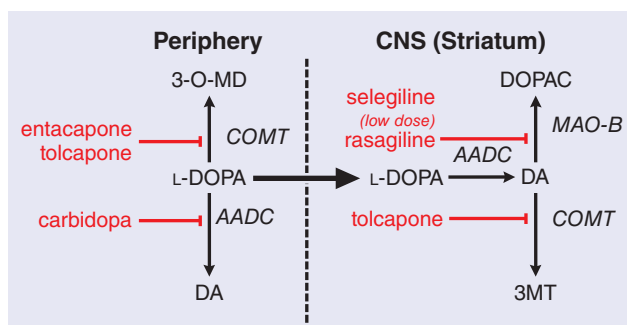 Periphery
CNS (Striatum)
3-O-MD
DOPAC
entacapone
tolcapone
COMT
selegiline
(low dose)
rasagiline
MAO-B
AADC
L-DOPA
L-DOPA
DA
carbidopa
AADC
tolcapone
COMT
DA
3MT